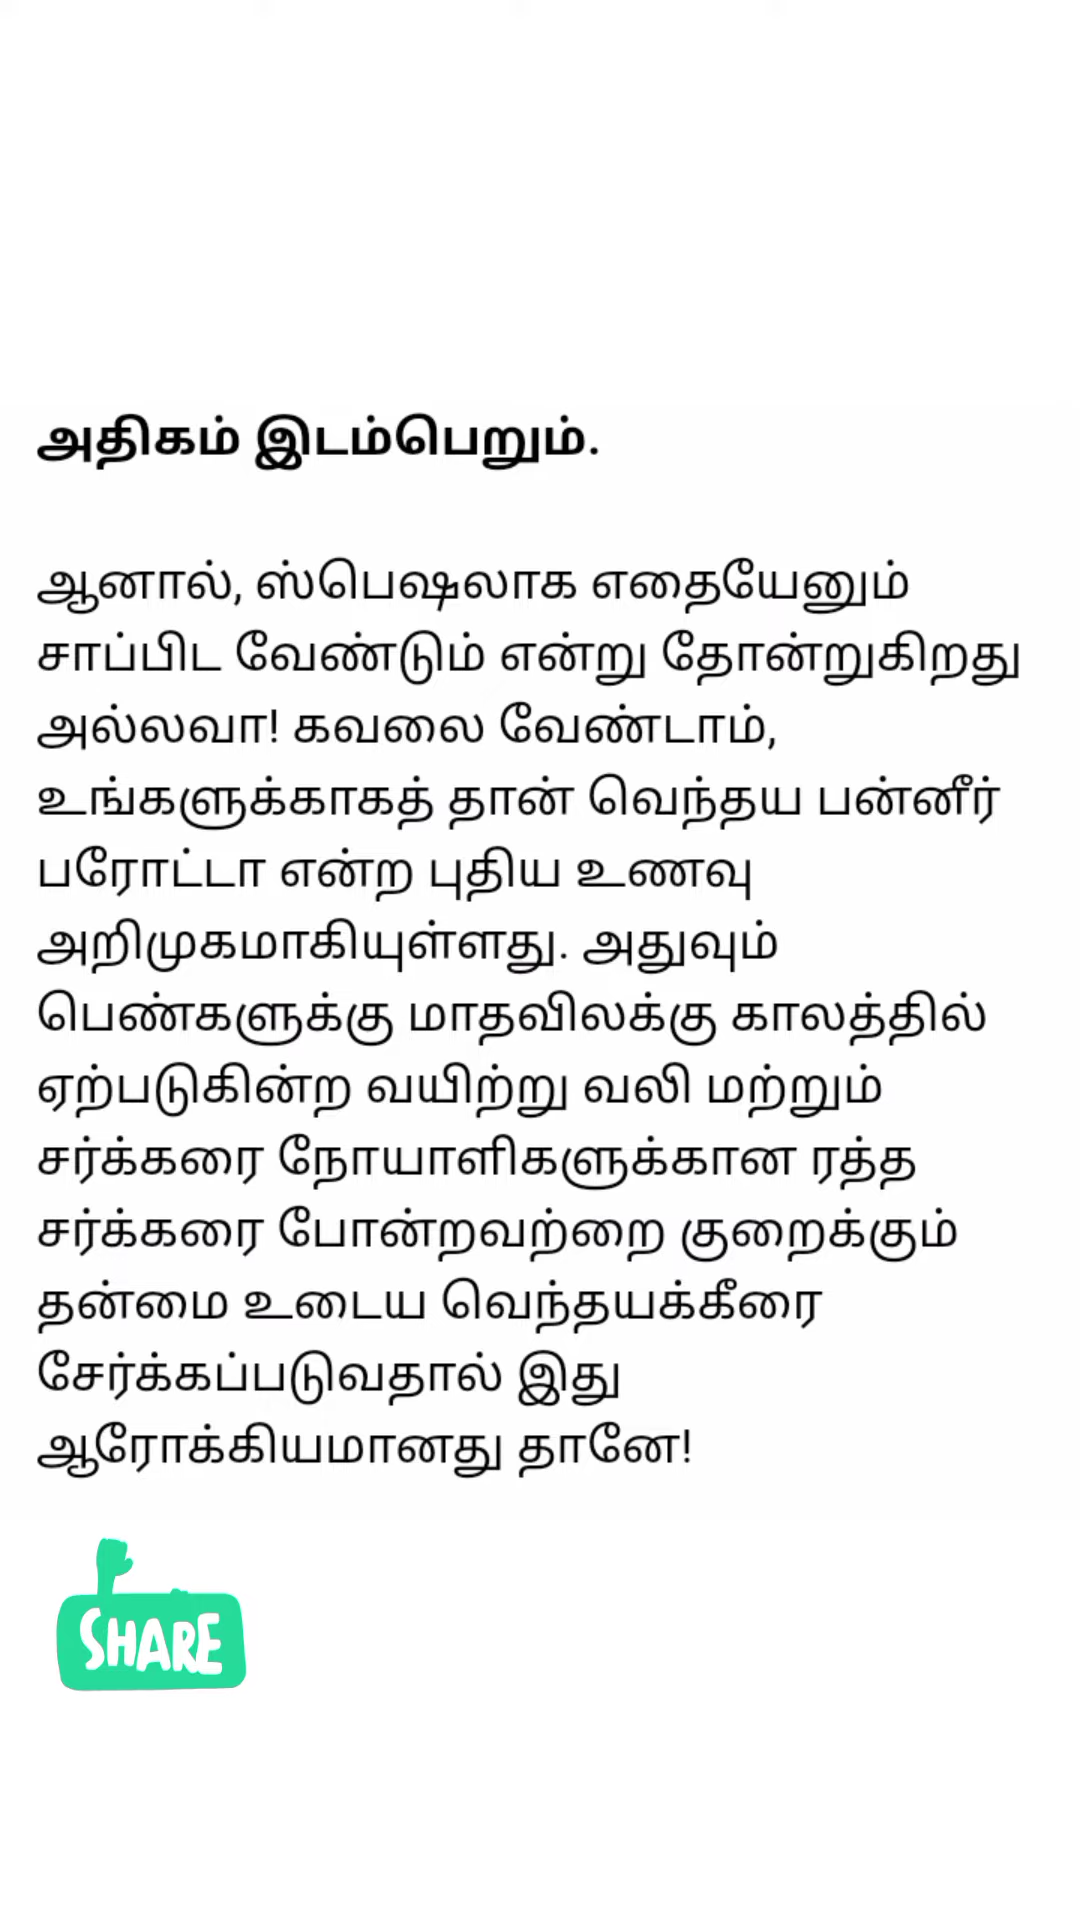 அதிகம் இடம்பெறும்.
ஆனால், ஸ்பெஷலாக எதையேனும்
சாப்பிட வேண்டும் என்று தோன்றுகிறது
அல்லவா! கவலை வேண்டாம்,
உங்களுக்காகத் தான் வெந்தய பன்னீர்
பரோட்டா என்ற புதிய உணவு
அறிமுகமாகியுள்ளது. அதுவும்
பெண்களுக்கு மாதவிலக்கு காலத்தில்
ஏற்படுகின்ற வயிற்று வலி மற்றும்
சர்க்கரை நோயாளிகளுக்கான ரத்த
சர்க்கரை போன்றவற்றை குறைக்கும்
தன்மை உடைய வெந்தயக்கீரை
சேர்க்கப்படுவதால் இது
ஆரோக்கியமானது தானே!
SHARE